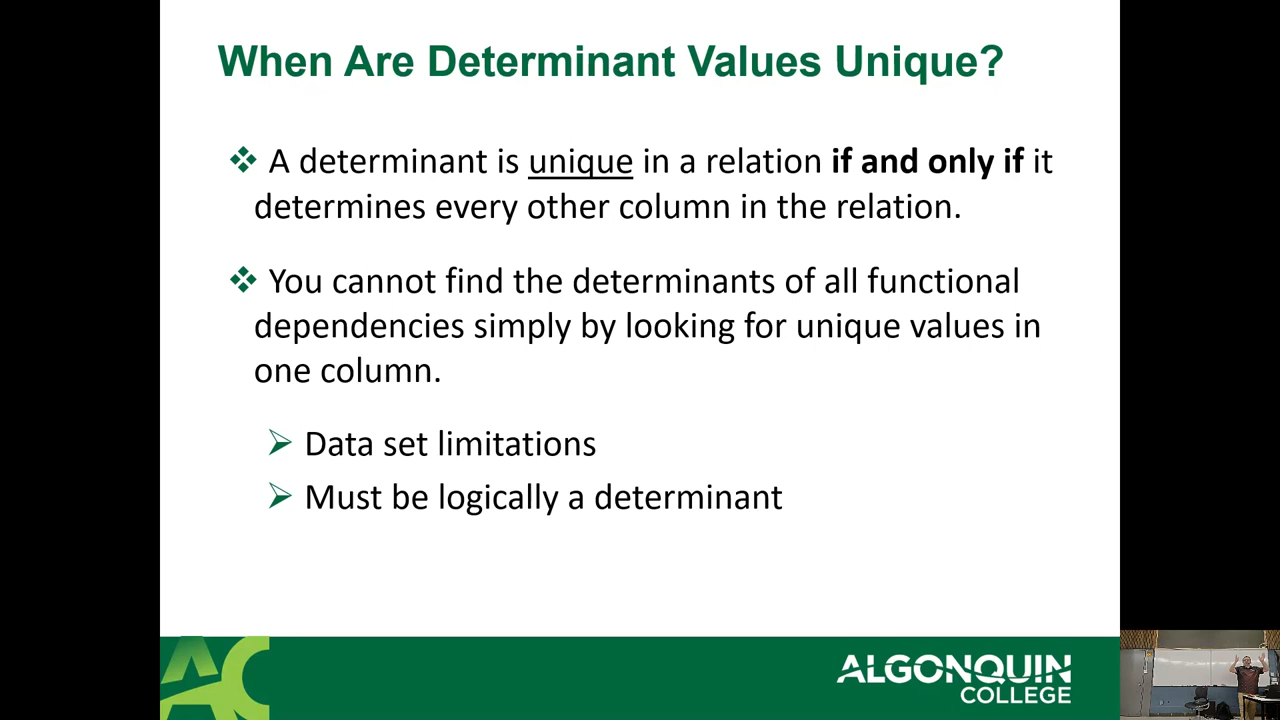 When Are Determinant Values Unique?
❖ A determinant is unique in a relation if and only if it
determines every other column in the relation.
❖ You cannot find the determinants of all functional
dependencies simply by looking for unique values in
one column.
➢ Data set limitations
➢ Must be logically a determinant
AC
ALGONQUIN
COLLEGE